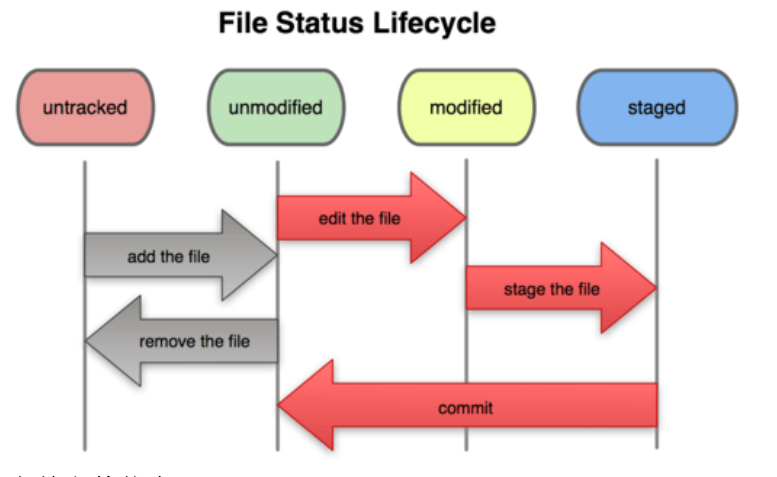 File Status Lifecycle
untracked
unmodified
modified
staged
edit the file
add the file
stage the file
remove the file
commit